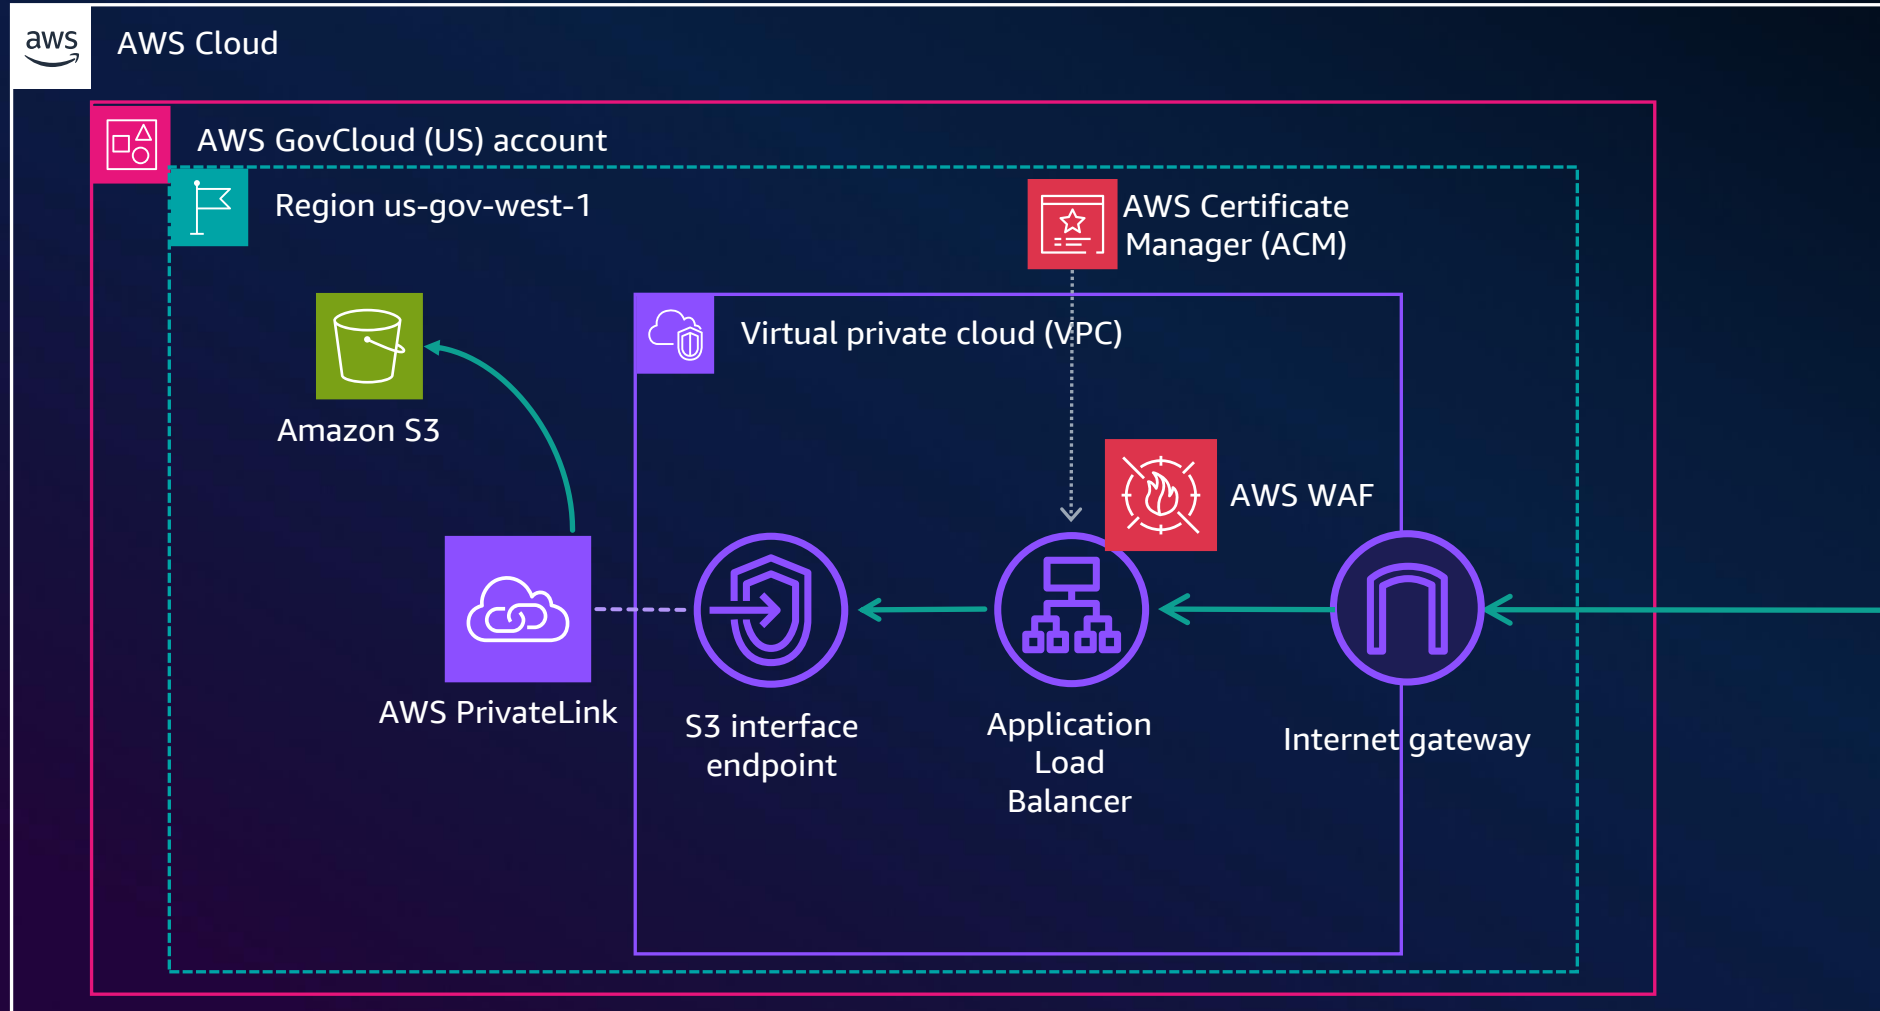 aws
AWS Cloud
AWS GovCloud (US) account
Region us-gov-west-1
AWS Certificate
Manager (ACM)
Virtual private cloud (VPC)
Amazon S3
AWS WAF
AWS PrivateLink
S3 interface
endpoint
Application
Load
Balancer
Internet gateway